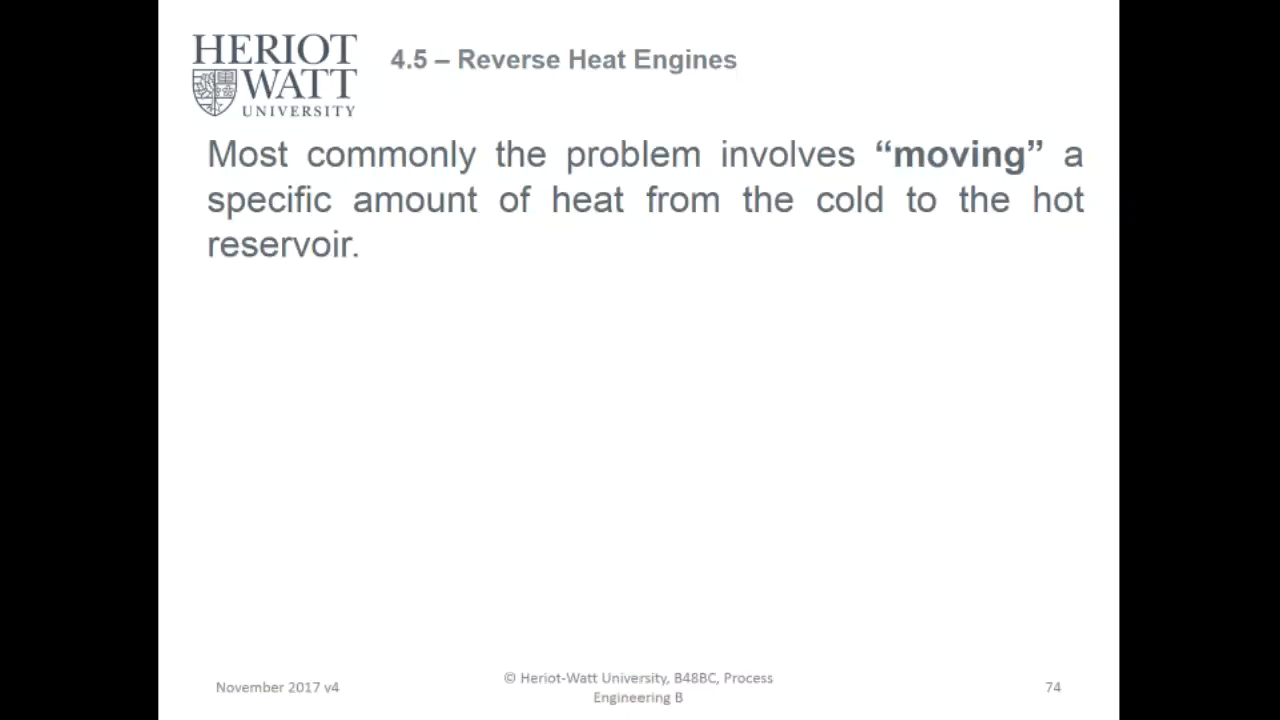 HERIOT
WATT
UNIVERSITY
4.5 – Reverse Heat Engines
Most commonly the problem involves “moving” a
specific amount of heat from the cold to the hot
reservoir.
November 2017 v4
© Heriot-Watt University, B48BC, Process
Engineering B
74